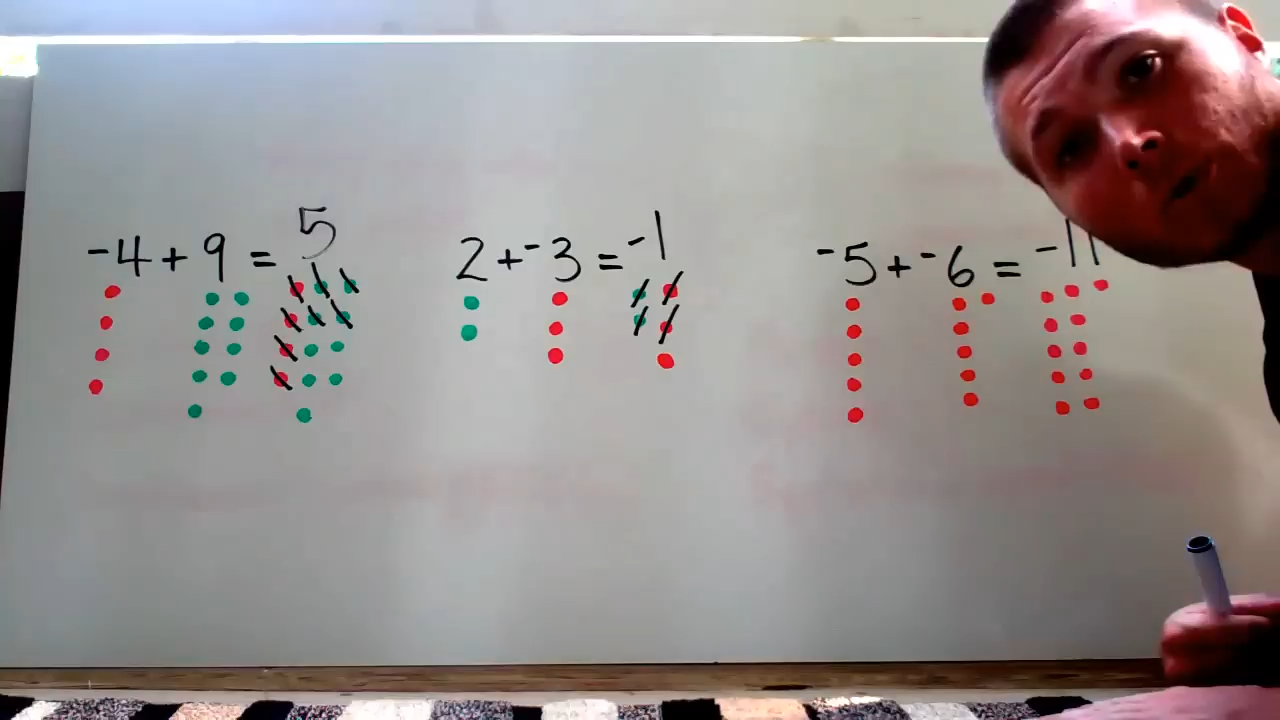 -4 + 9 = 5
2 + -3 = -1
-5 + -6 = -11